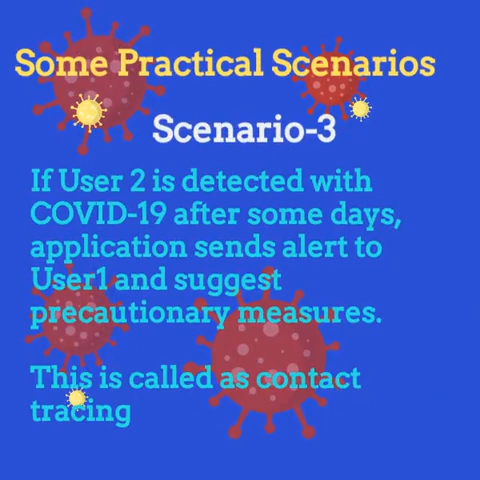 Some Practical Scenarios
Scenario-3
If User 2 is detected with
COVID-19 after some days,
application sends alert to
User1 and suggest
precautionary measures.
This is called as contact
tracing